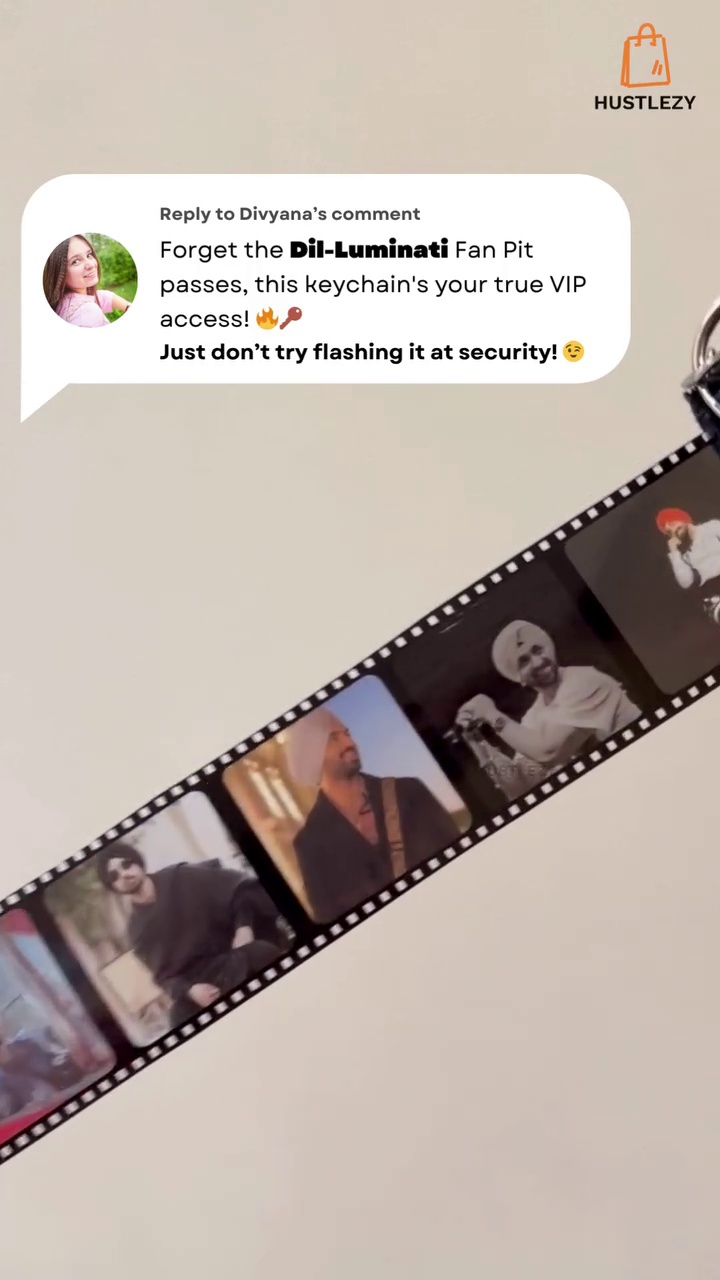 HUSTLEZY
Reply to Divyana’s comment
Forget the Dil-Luminati Fan Pit
passes, this keychain's your true VIP
access! 🔥🗝️
Just don’t try flashing it at security! 😉